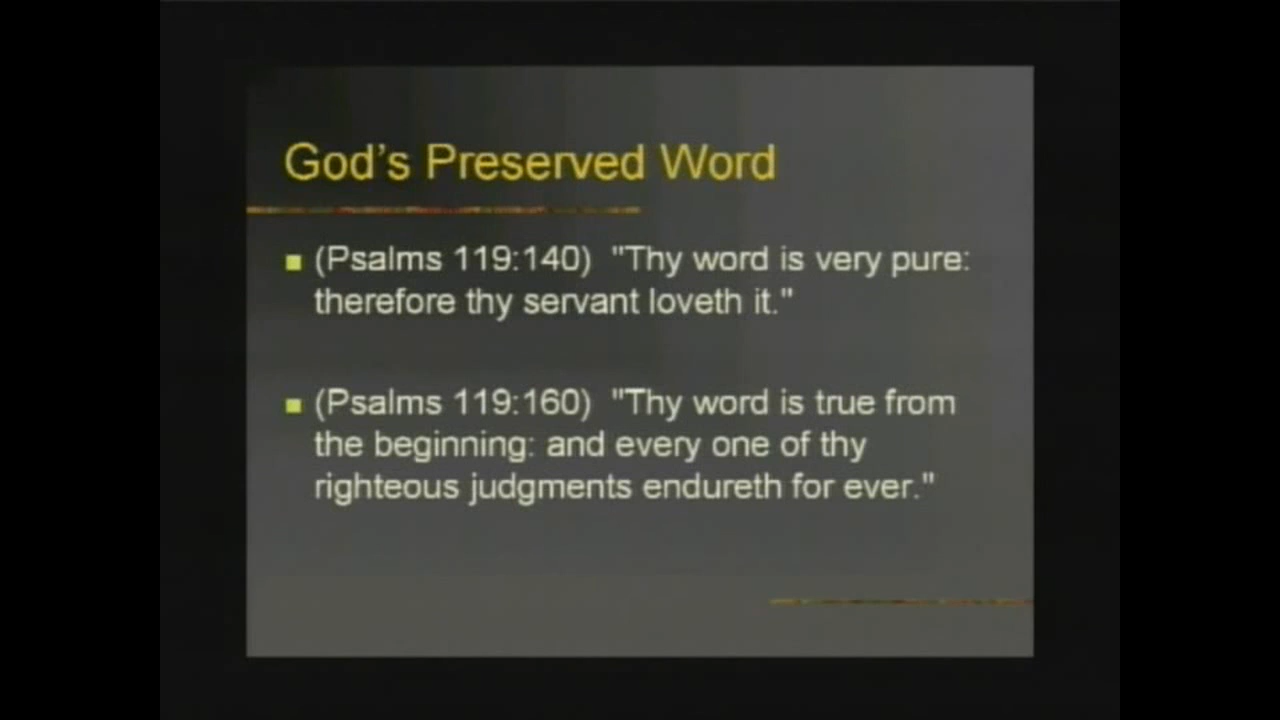 God's Preserved Word
(Psalms 119:140) "Thy word is very pure:
therefore thy servant loveth it."
(Psalms 119:160) "Thy word is true from
the beginning: and every one of thy
righteous judgments endureth for ever."